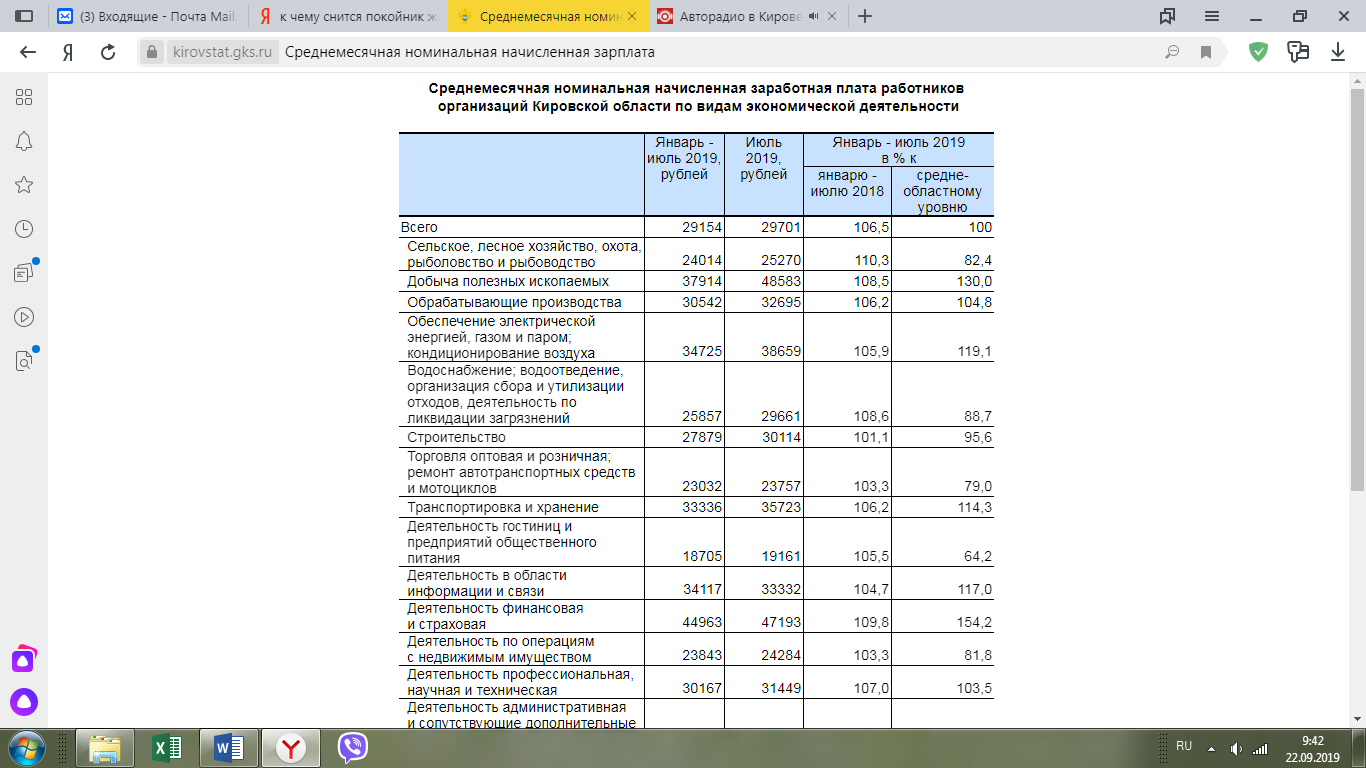 (3) Входящие - Почта Mail.
к чему снится покойник ж
Среднемесячная номин
Авторадио в Кирове
kirovstat.gks.ru Среднемесячная номинальная начисленная зарплата
Среднемесячная номинальная начисленная заработная плата работников
организаций Кировской области по видам экономической деятельности
Январь -
июль 2019,
рублей
Июль
2019,
рублей
Январь - июль 2019
в % к
январю -
июлю 2018
средне-
областному
уровню
Всего 29154 29701 106,5 100
Сельское, лесное хозяйство, охота,
рыболовство и рыбоводство 24014 25270 110,3 82,4
Добыча полезных ископаемых 37914 48583 108,5 130,0
Обрабатывающие производства 30542 32695 106,2 104,8
Обеспечение электрической
энергией, газом и паром;
кондиционирование воздуха 34725 38659 105,9 119,1
Водоснабжение; водоотведение,
организация сбора и утилизации
отходов, деятельность по
ликвидации загрязнений 25857 29661 108,6 88,7
Строительство 27879 30114 101,1 95,6
Торговля оптовая и розничная;
ремонт автотранспортных средств
и мотоциклов 23032 23757 103,3 79,0
Транспортировка и хранение 33336 35723 106,2 114,3
Деятельность гостиниц и
предприятий общественного
питания 18705 19161 105,5 64,2
Деятельность в области
информации и связи 34117 33332 104,7 117,0
Деятельность финансовая
и страховая 44963 47193 109,8 154,2
Деятельность по операциям
с недвижимым имуществом 23843 24284 103,3 81,8
Деятельность профессиональная,
научная и техническая 30167 31449 107,0 103,5
Деятельность административная
и сопутствующие дополнительные
RU
9:42
22.09.2019